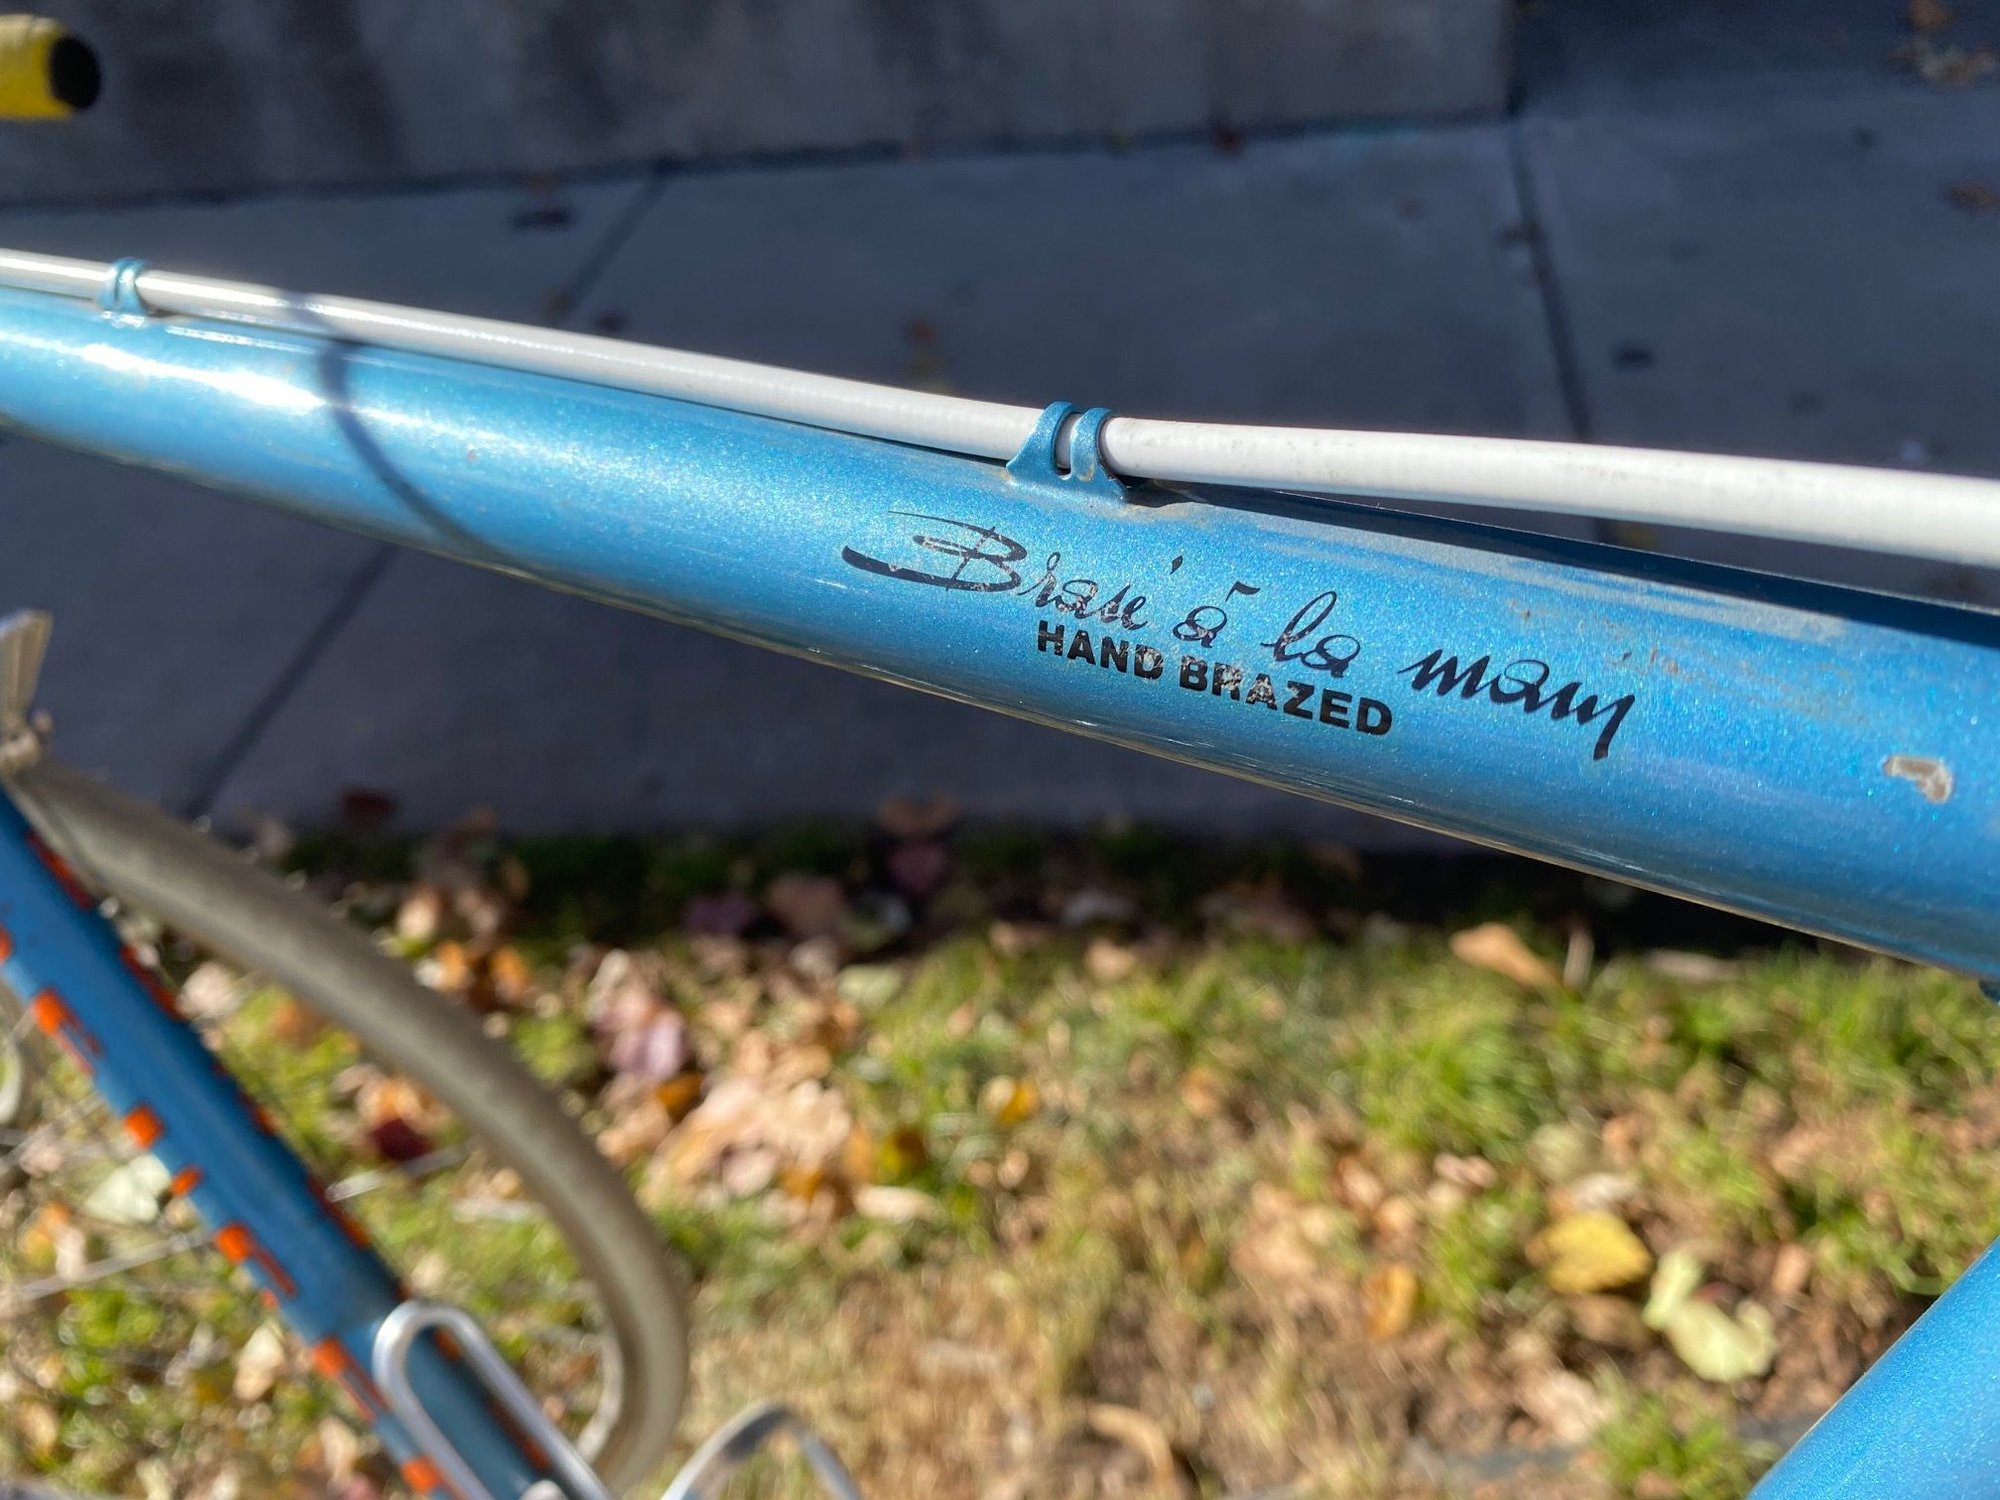 Brasé à la main
HAND BRAZED